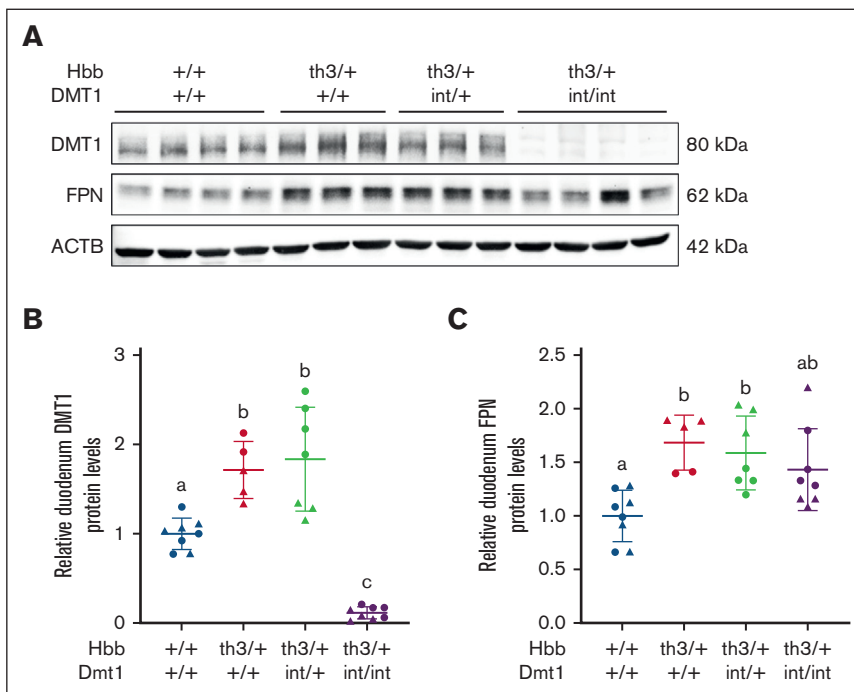 A
Hbb +/+ th3/+ th3/+ th3/+
DMT1 +/+ +/+ int/+ int/int
DMT1 80 kDa
FPN 62 kDa
ACTB 42 kDa
B
Relative duodenum DMT1
protein levels
3
2
1
0
a
b
b
c
Hbb +/+ th3/+ th3/+ th3/+
Dmt1 +/+ +/+ int/+ int/int
C
Relative duodenum FPN
protein levels
2.5
2.0
1.5
1.0
0.5
0.0
a
b
b
ab
Hbb +/+ th3/+ th3/+ th3/+
Dmt1 +/+ +/+ int/+ int/int